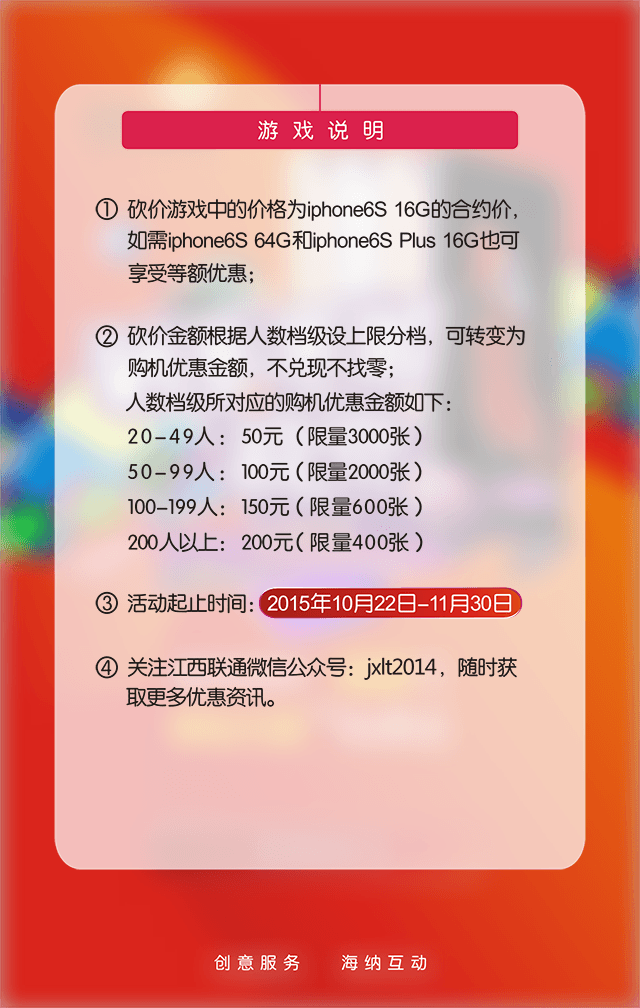 游戏说明
① 砍价游戏中的价格为iphone6S 16G的合约价，
如需iphone6S 64G和iphone6S Plus 16G也可
享受等额优惠；
② 砍价金额根据人数档级设上限分档，可转变为
购机优惠金额，不兑现不找零；
人数档级所对应的购机优惠金额如下：
20-49人：50元（限量3000张）
50-99人：100元（限量2000张）
100-199人：150元（限量600张）
200人以上：200元（限量400张）
③ 活动起止时间：2015年10月22日-11月30日
④ 关注江西联通微信公众号：jxlt2014，随时获
取更多优惠资讯。
创意服务 海纳互动